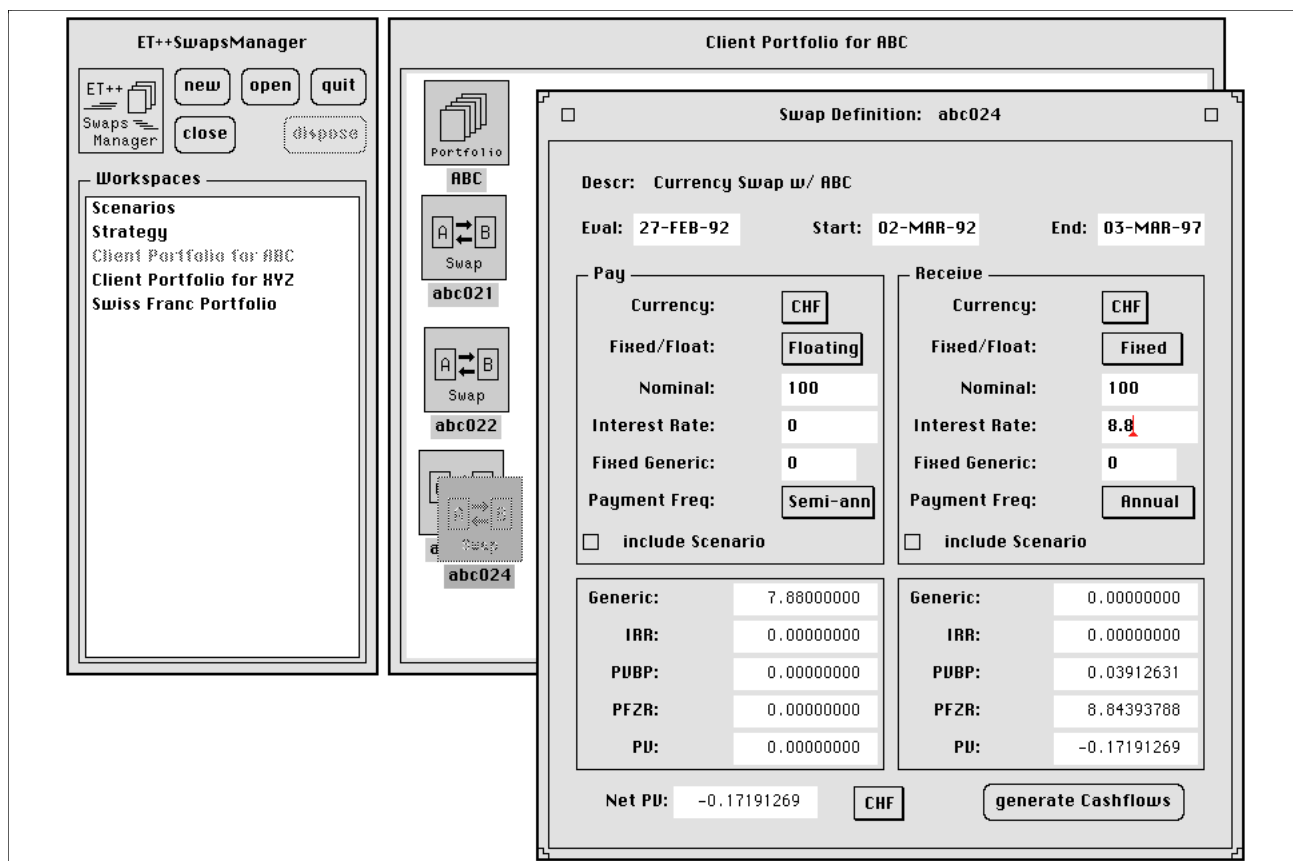 ET++SwapsManager
ET++
Swaps
Manager
new
open
quit
close
dispose
Workspaces
Scenarios
Strategy
Client Portfolio for ABC
Client Portfolio for XYZ
Swiss Franc Portfolio
Client Portfolio for ABC
Portfolio
ABC
A B
Swap
abc021
A B
Swap
abc022
A B
Swap
abc024
Swap Definition: abc024
Descr: Currency Swap w/ ABC
Eval: 27-FEB-92 Start: 02-MAR-92 End: 03-MAR-97
Pay
Currency: CHF
Fixed/Float: Floating
Nominal: 100
Interest Rate: 0
Fixed Generic: 0
Payment Freq: Semi-ann
include Scenario
Receive
Currency: CHF
Fixed/Float: Fixed
Nominal: 100
Interest Rate: 8.8
Fixed Generic: 0
Payment Freq: Annual
include Scenario
Generic: 7.88000000
IRR: 0.00000000
PVBP: 0.00000000
PFZR: 0.00000000
PV: 0.00000000
Generic: 0.00000000
IRR: 0.00000000
PVBP: 0.03912631
PFZR: 8.84393788
PV: -0.17191269
Net PV: -0.17191269 CHF
generate Cashflows